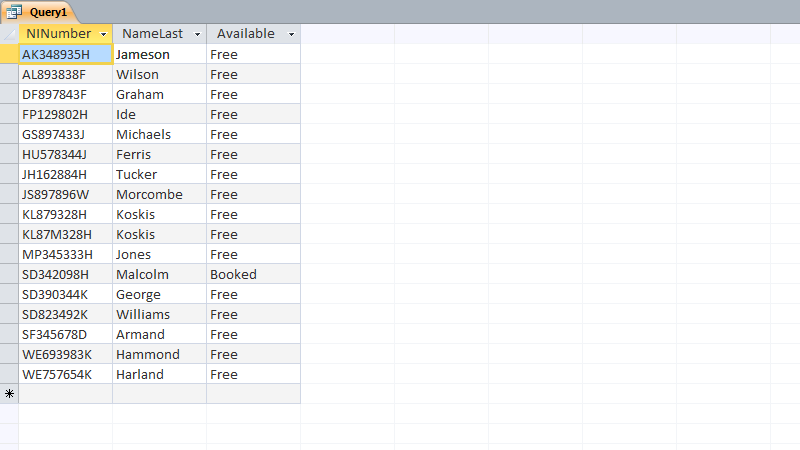 Query1
NINumber NameLast Available
AK348935H Jameson Free
AL893838F Wilson Free
DF897843F Graham Free
FP129802H Ide Free
GS897433J Michaels Free
HU578344J Ferris Free
JH162884H Tucker Free
JS897896W Morcombe Free
KL879328H Koskis Free
KL87M328H Koskis Free
MP345333H Jones Free
SD342098H Malcolm Booked
SD390344K George Free
SD823492K Williams Free
SF345678D Armand Free
WE693983K Hammond Free
WE757654K Harland Free